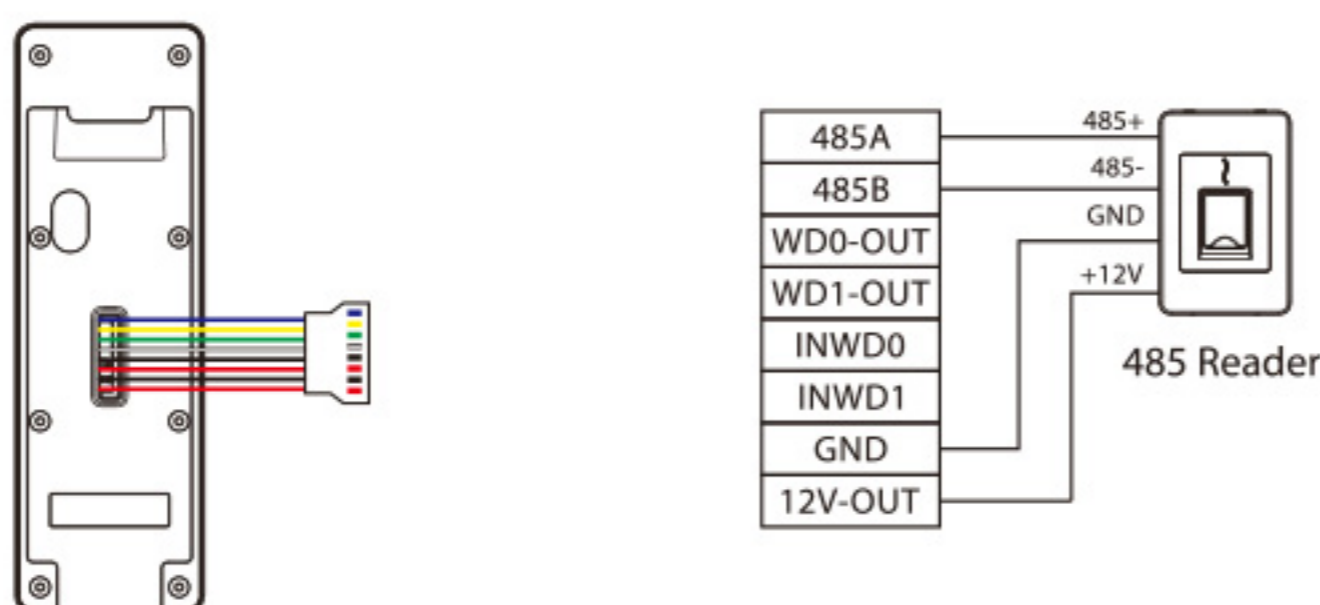 485A
485B
WD0-OUT
WD1-OUT
INWD0
INWD1
GND
12V-OUT
485+
485-
GND
+12V
485 Reader